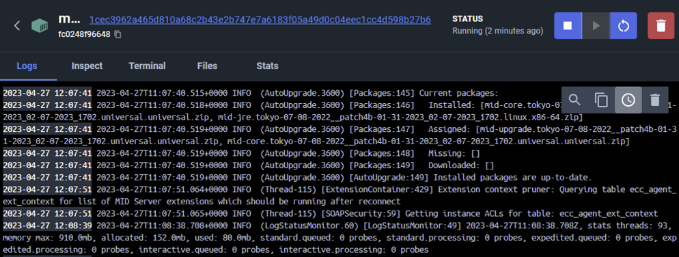 m...
1cec3962a465d810a68c2b43e2b747e7a6183f05a49d0c04eec1cc4d598b27b6
fc0248f96648
STATUS
Running (2 minutes ago)
Logs Inspect Terminal Files Stats
2023-04-27 12:07:41 2023-04-27T11:07:40.515+0000 INFO (AutoUpgrade.3600) [Packages:145] Current packages:
2023-04-27 12:07:41 2023-04-27T11:07:40.518+0000 INFO (AutoUpgrade.3600) [Packages:146] Installed: [mid-core.tokyo-07
2023_02-07-2023_1702.universal.universal.zip, mid-jre.tokyo-07-08-2022__patch4b-01-31-2023_02-07-2023_1702.linux.x86-64.zip]
2023-04-27 12:07:41 2023-04-27T11:07:40.519+0000 INFO (AutoUpgrade.3600) [Packages:147] Assigned: [mid-upgrade.tokyo-07-08-2022__patch4b-01-3
1-2023_02-07-2023_1702.universal.universal.zip, mid-core.tokyo-07-08-2022__patch4b-01-31-2023_02-07-2023_1702.universal.universal.zip]
2023-04-27 12:07:41 2023-04-27T11:07:40.519+0000 INFO (AutoUpgrade.3600) [Packages:148] Missing: []
2023-04-27 12:07:41 2023-04-27T11:07:40.519+0000 INFO (AutoUpgrade.3600) [Packages:149] Downloaded: []
2023-04-27 12:07:41 2023-04-27T11:07:40.519+0000 INFO (AutoUpgrade.3600) [AutoUpgrade:149] Installed packages are up-to-date.
2023-04-27 12:07:51 2023-04-27T11:07:51.064+0000 INFO (Thread-115) [ExtensionContainer:429] Extension context pruner: Querying table ecc_agent_
ext_context for list of MID Server extensions which should be running after reconnect
2023-04-27 12:07:51 2023-04-27T11:07:51.065+0000 INFO (Thread-115) [SOAPSecurity:59] Getting instance ACLs for table: ecc_agent_ext_context
2023-04-27 12:08:39 2023-04-27T11:08:38.708+0000 INFO (LogStatusMonitor.60) [LogStatusMonitor:49] 2023-04-27T11:08:38.708Z, stats threads: 93,
memory max: 910.0mb, allocated: 152.0mb, used: 80.0mb, standard.queued: 0 probes, standard.processing: 0 probes, expedited.queued: 0 probes, exp
edited.processing: 0 probes, interactive.queued: 0 probes, interactive.processing: 0 probes